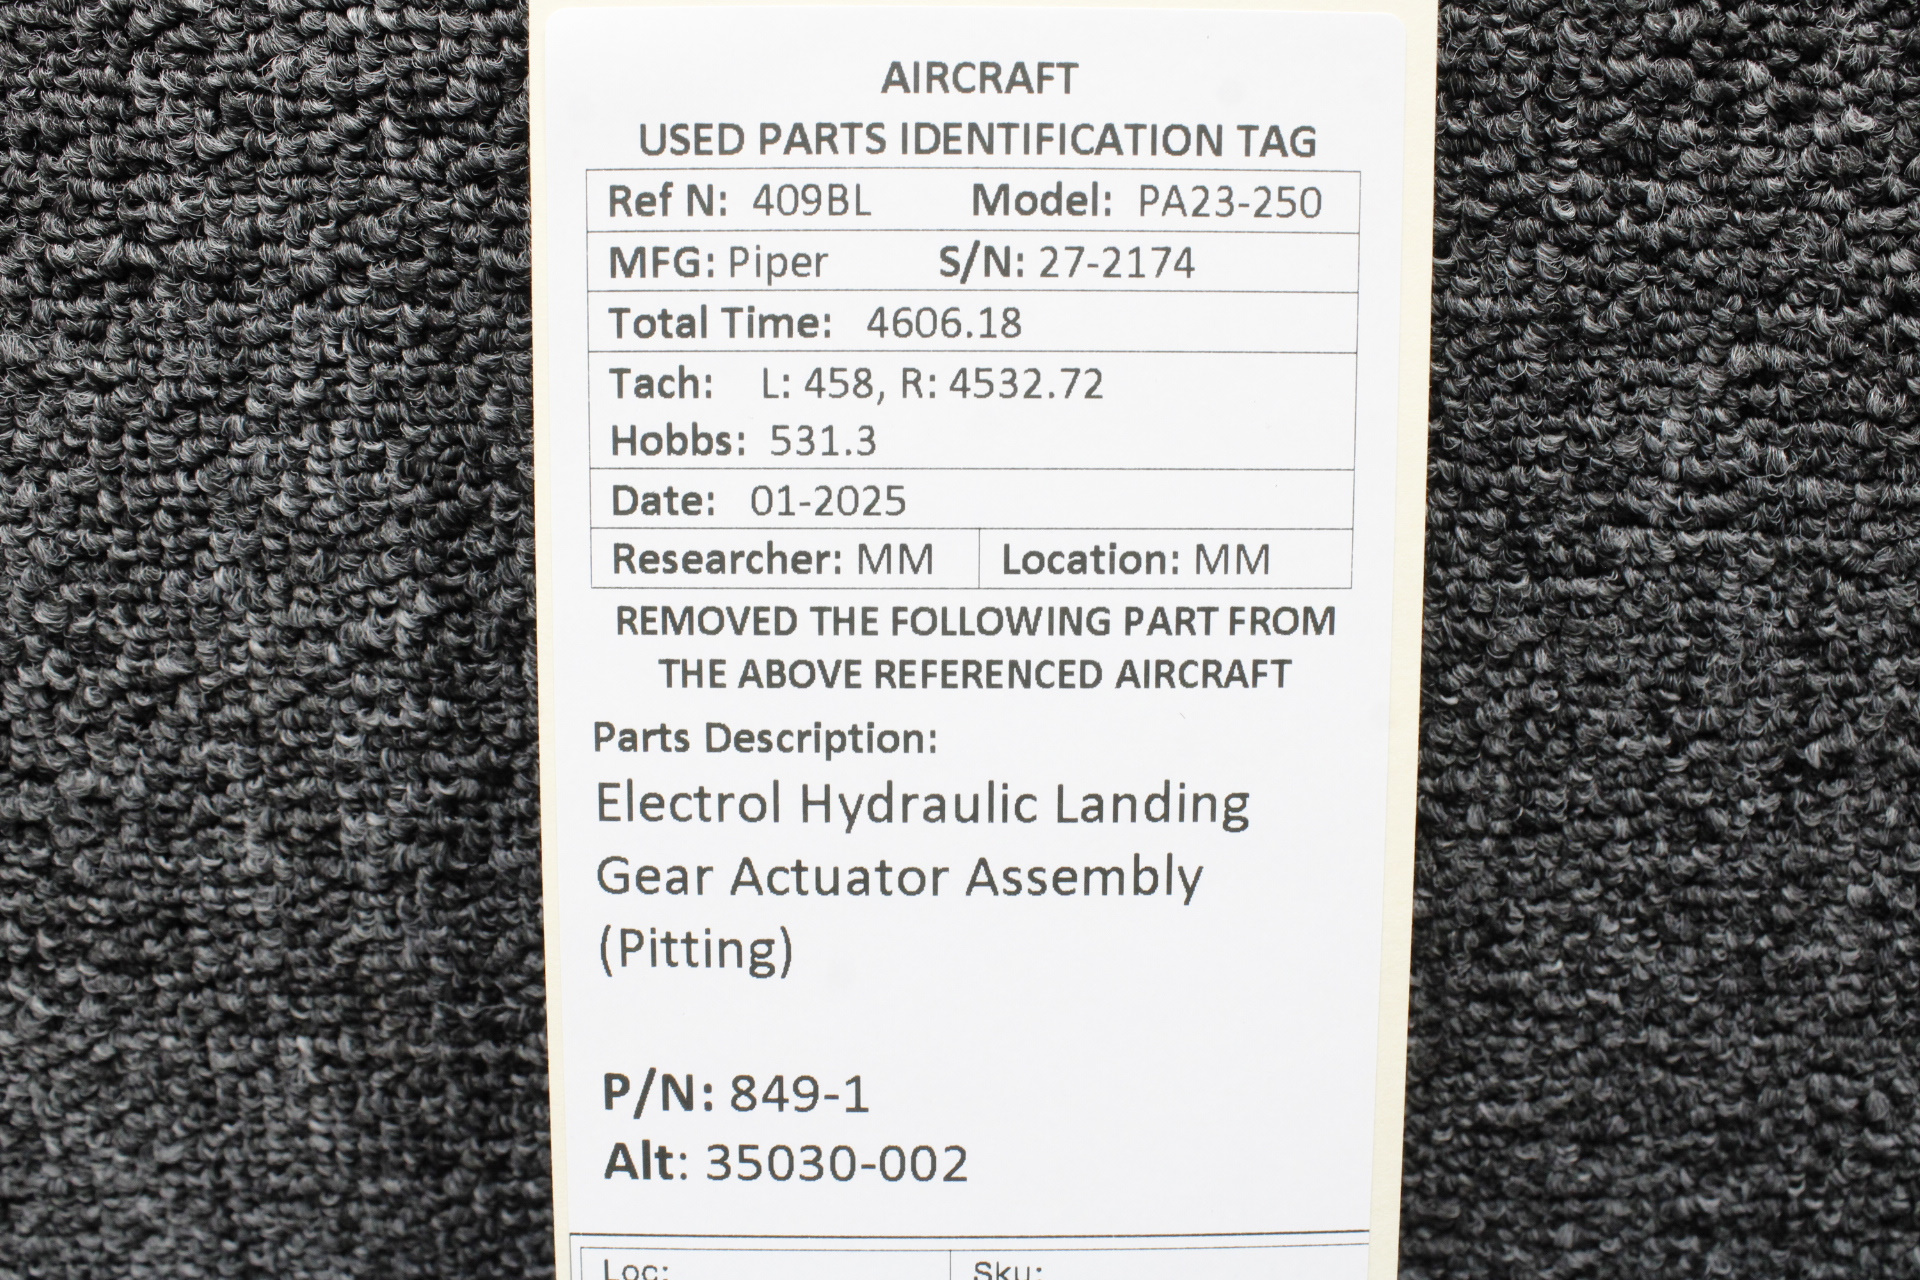 AIRCRAFT
USED PARTS IDENTIFICATION TAG
Ref N: 409BL Model: PA23-250
MFG: Piper S/N: 27-2174
Total Time: 4606.18
Tach: L: 458, R: 4532.72
Hobbs: 531.3
Date: 01-2025
Researcher: MM Location: MM
REMOVED THE FOLLOWING PART FROM
THE ABOVE REFERENCED AIRCRAFT
Parts Description:
Electrol Hydraulic Landing
Gear Actuator Assembly
(Pitting)
P/N: 849-1
Alt: 35030-002
Loc: Sku: